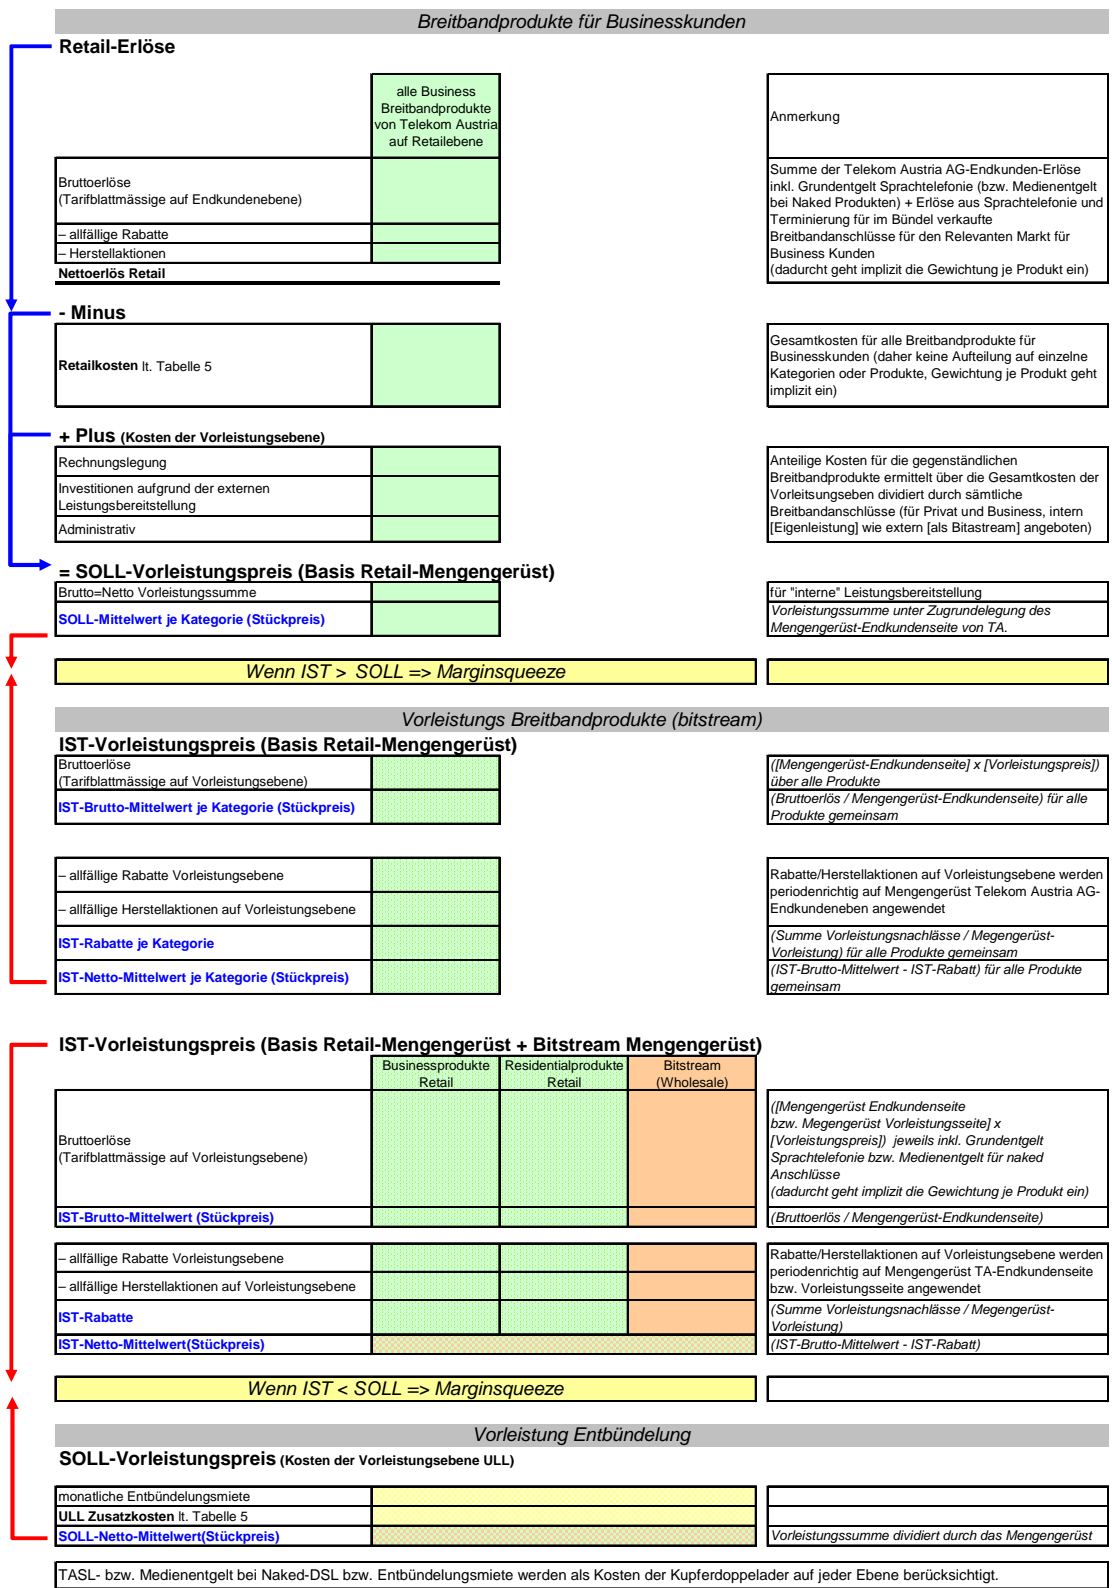 Breitbandprodukte für Businesskunden
Retail-Erlöse
alle Business
Breitbandprodukte
von Telekom Austria
auf Retailebene
Anmerkung
Bruttoerlöse
(Tarifblattmässige auf Endkundenebene)
Summe der Telekom Austria AG-Endkunden-Erlöse
inkl. Grundentgelt Sprachtelefonie (bzw. Medienentgelt
bei Naked Produkten) + Erlöse aus Sprachtelefonie und
Terminierung für im Bündel verkaufte
Breitbandanschlüsse für den Relevanten Markt für
Business Kunden
(dadurcht geht implizit die Gewichtung je Produkt ein)
– allfällige Rabatte
– Herstellaktionen
Nettoerlös Retail
- Minus
Retailkosten lt. Tabelle 5
Gesamtkosten für alle Breitbandprodukte für
Businesskunden (daher keine Aufteilung auf einzelne
Kategorien oder Produkte, Gewichtung je Produkt geht
implizit ein)
+ Plus (Kosten der Vorleistungsebene)
Rechnungslegung
Investitionen aufgrund der externen
Leistungsbereitstellung
Administrativ
Anteilige Kosten für die gegenständlichen
Breitbandprodukte ermittelt über die Gesamtkosten der
Vorleitsungseben dividiert durch sämtliche
Breitbandanschlüsse (für Privat und Business, intern
[Eigenleistung] wie extern [als Bitastream] angeboten)
= SOLL-Vorleistungspreis (Basis Retail-Mengengerüst)
Brutto=Netto Vorleistungssumme
für "interne" Leistungsbereitstellung
SOLL-Mittelwert je Kategorie (Stückpreis)
Vorleistungssumme unter Zugrundelegung des
Mengengerüst-Endkundenseite von TA.
Wenn IST > SOLL => Marginsqueeze
Vorleistungs Breitbandprodukte (bitstream)
IST-Vorleistungspreis (Basis Retail-Mengengerüst)
Bruttoerlöse
(Tarifblattmässige auf Vorleistungsebene)
([Mengengerüst-Endkundenseite] x [Vorleistungspreis])
über alle Produkte
IST-Brutto-Mittelwert je Kategorie (Stückpreis)
(Bruttoerlös / Mengengerüst-Endkundenseite) für alle
Produkte gemeinsam
– allfällige Rabatte Vorleistungsebene
– allfällige Herstellaktionen auf Vorleistungsebene
Rabatte/Herstellaktionen auf Vorleistungsebene werden
periodenrichtig auf Mengengerüst Telekom Austria AG-
Endkundeneben angewendet
IST-Rabatte je Kategorie
(Summe Vorleistungsnachlässe / Megengerüst-
Vorleistung) für alle Produkte gemeinsam
IST-Netto-Mittelwert je Kategorie (Stückpreis)
(IST-Brutto-Mittelwert - IST-Rabatt) für alle Produkte
gemeinsam
IST-Vorleistungspreis (Basis Retail-Mengengerüst + Bitstream Mengengerüst)
Businessprodukte
Retail
Residentialprodukte
Retail
Bitstream
(Wholesale)
Bruttoerlöse
(Tarifblattmässige auf Vorleistungsebene)
([Mengengerüst Endkundenseite
bzw. Megengerüst Vorleistungsseite] x
[Vorleistungspreis]) jeweils inkl. Grundentgelt
Sprachtelefonie bzw. Medienentgelt für naked
Anschlüsse
(dadurcht geht implizit die Gewichtung je Produkt ein)
IST-Brutto-Mittelwert (Stückpreis)
(Bruttoerlös / Mengengerüst-Endkundenseite)
– allfällige Rabatte Vorleistungsebene
– allfällige Herstellaktionen auf Vorleistungsebene
Rabatte/Herstellaktionen auf Vorleistungsebene werden
periodenrichtig auf Mengengerüst TA-Endkundenseite
bzw. Vorleistungsseite angewendet
IST-Rabatte
(Summe Vorleistungsnachlässe / Megengerüst-
Vorleistung)
IST-Netto-Mittelwert(Stückpreis)
(IST-Brutto-Mittelwert - IST-Rabatt)
Wenn IST < SOLL => Marginsqueeze
Vorleistung Entbündelung
SOLL-Vorleistungspreis (Kosten der Vorleistungsebene ULL)
monatliche Entbündelungsmiete
ULL Zusatzkosten lt. Tabelle 5
SOLL-Netto-Mittelwert(Stückpreis)
Vorleistungssumme dividiert durch das Mengengerüst
TASL- bzw. Medienentgelt bei Naked-DSL bzw. Entbündelungsmiete werden als Kosten der Kupferdoppelader auf jeder Ebene berücksichtigt.